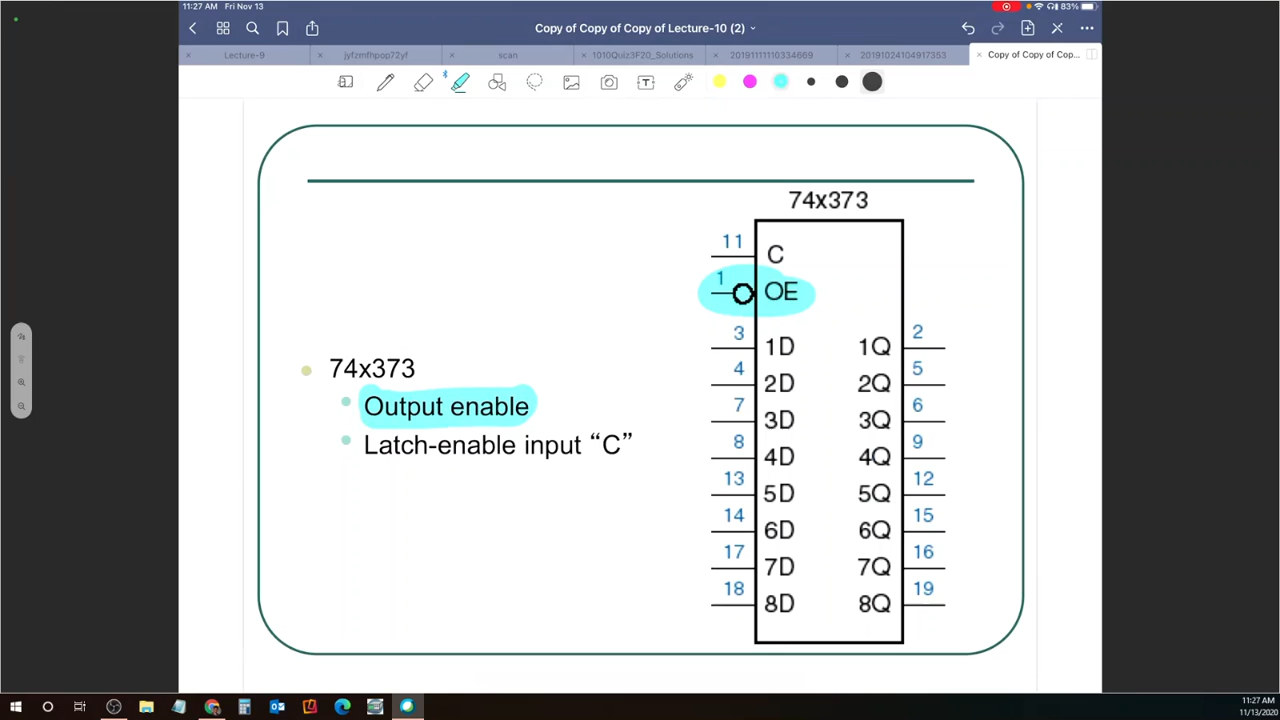 11:27 AM Fri Nov 13
83%
Copy of Copy of Copy of Lecture-10 (2)
Lecture-9
jyfzmfhpop72yf
scan
1010Quiz3F20_Solutions
20191111110334669
20191024104917353
Copy of Copy of Cop...
T
74x373
11
C
1
OE
3
1D
1Q
2
4
2D
2Q
5
7
3D
3Q
6
8
4D
4Q
9
13
5D
5Q
12
14
6D
6Q
15
17
7D
7Q
16
18
8D
8Q
19
74x373
Output enable
Latch-enable input “C”
11:27 AM
11/13/2020